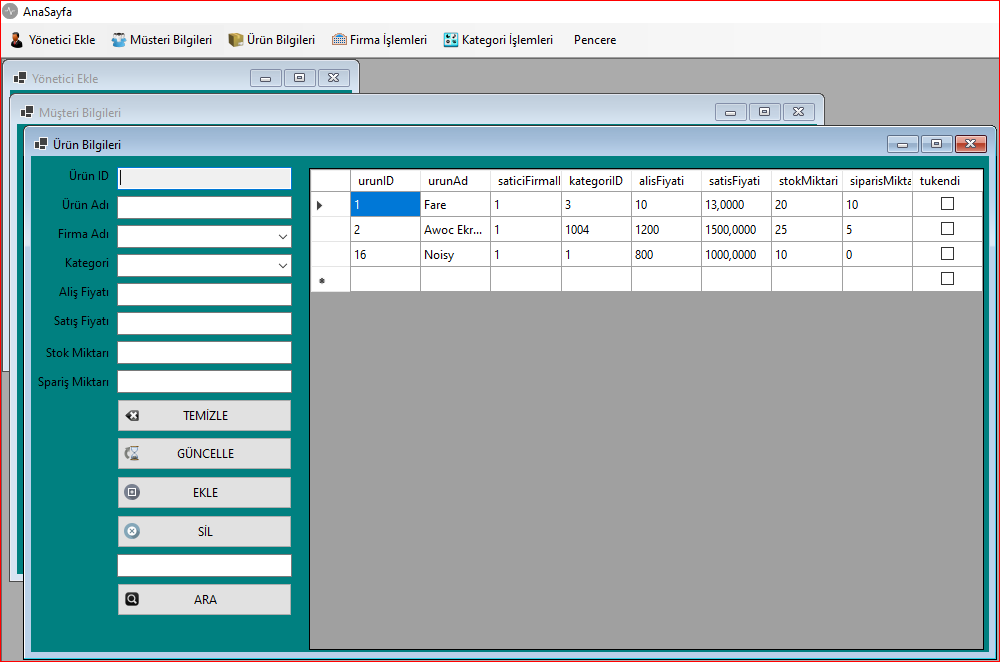 AnaSayfa
Yönetici Ekle Müsteri Bilgileri Ürün Bilgileri Firma İşlemleri Kategori İşlemleri Pencere
Yönetici Ekle
Müşteri Bilgileri
Ürün Bilgileri
Ürün ID
Ürün Adı
Firma Adı
Kategori
Aliş Fiyatı
Satış Fiyatı
Stok Miktarı
Spariş Miktarı
TEMİZLE
GÜNCELLE
EKLE
SİL
ARA
urunID urunAd saticiFirmaII kategoriID alisFiyati satisFiyati stokMiktari siparisMikta tukendi
1 Fare 1 3 10 13,0000 20 10
2 Awoc Ekr... 1 1004 1200 1500,0000 25 5
16 Noisy 1 1 800 1000,0000 10 0